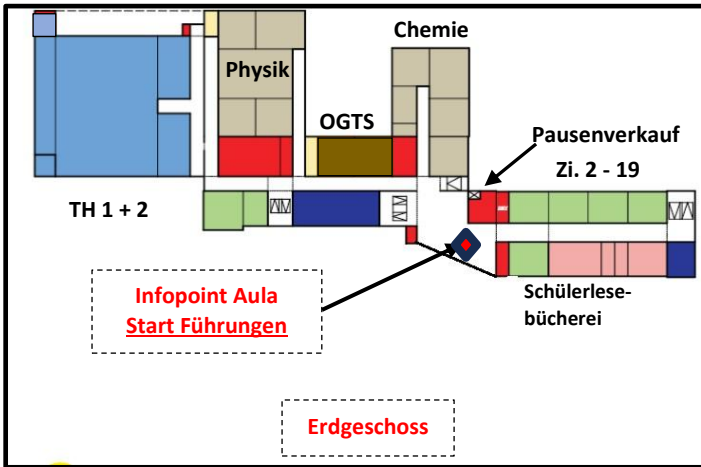 Chemie
Physik
OGTS
Pausenverkauf
Zi. 2 - 19
TH 1 + 2
Infopoint Aula
Start Führungen
Schülerlese-
bücherei
Erdgeschoss